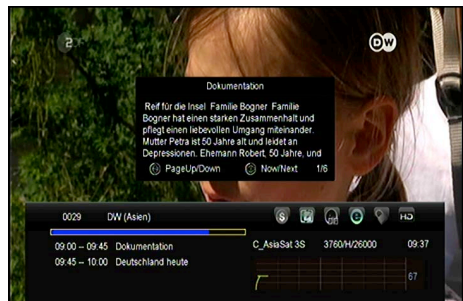 DW
Dokumentation
Reif für die Insel Familie Bogner Familie
Bogner hat einen starken Zusammenhalt und
pflegt einen liebevollen Umgang miteinander.
Mutter Petra ist 50 Jahre alt und leidet an
Depressionen. Ehemann Robert, 50 Jahre, und
PageUp/Down Now/Next 1/6
0029 DW (Asien) S HD
09:00 -- 09:45 Dokumentation C_AsiaSat 3S 3760/H/26000 09:37
09:45 -- 10:00 Deutschland heute
67